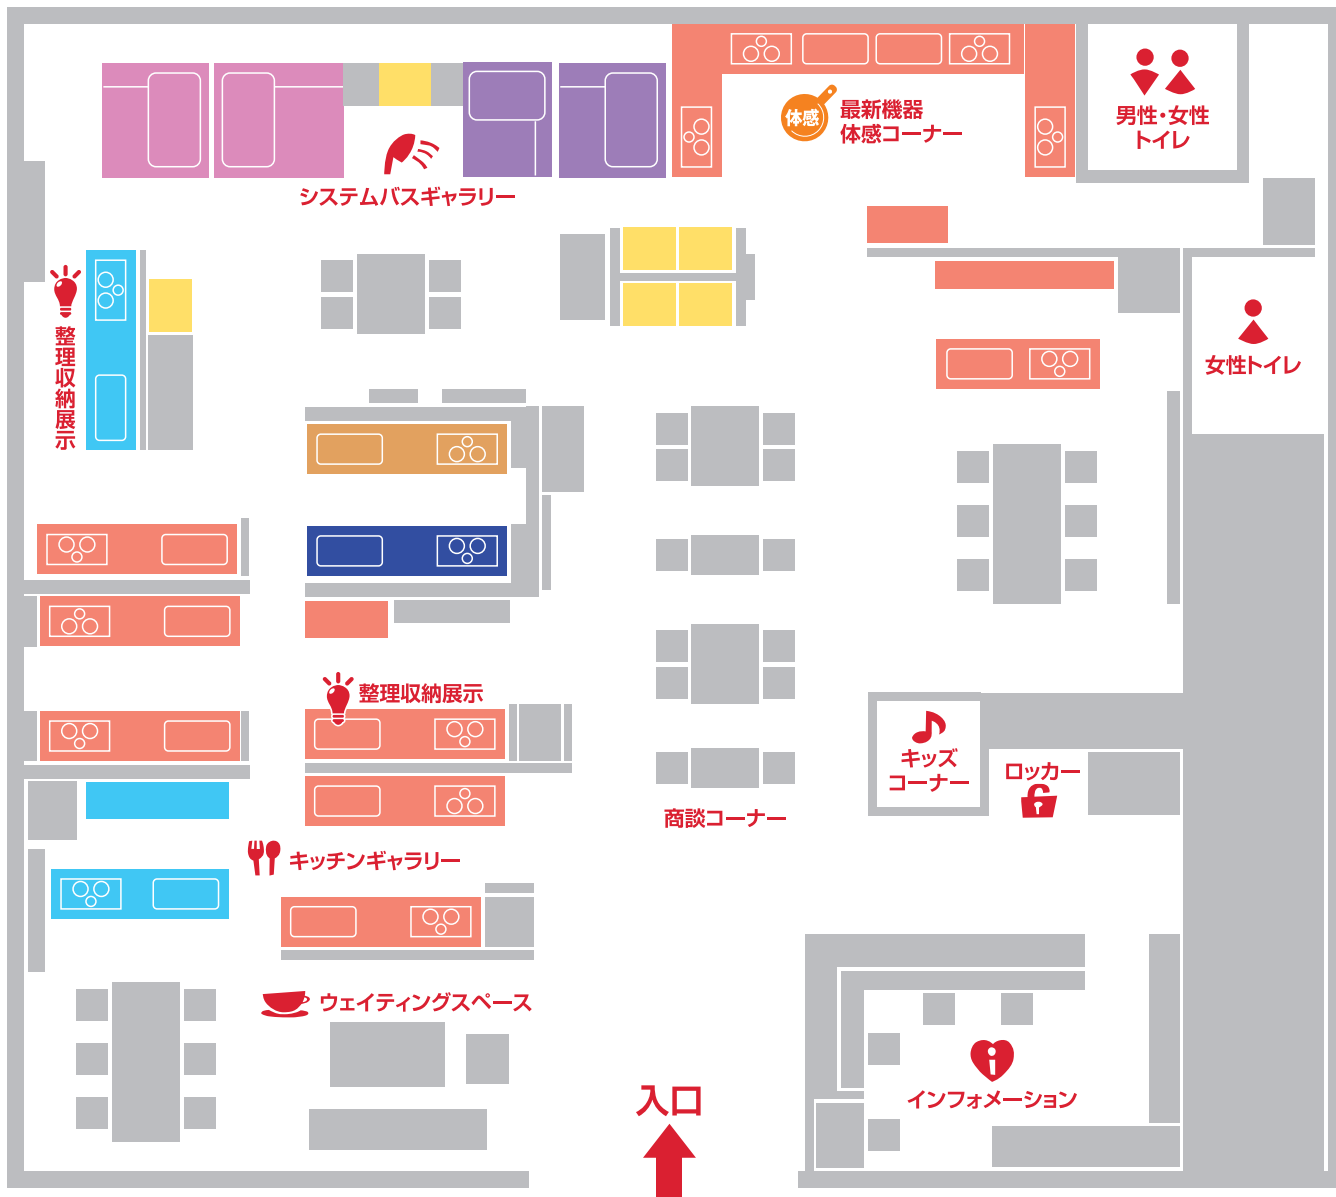 最新機器
体感コーナー
体感
男性・女性
トイレ
システムバスギャラリー
整理収納展示
女性トイレ
整理収納展示
キッズ
コーナー
ロッカー
商談コーナー
キッチンギャラリー
ウェイティングスペース
入口
インフォメーション